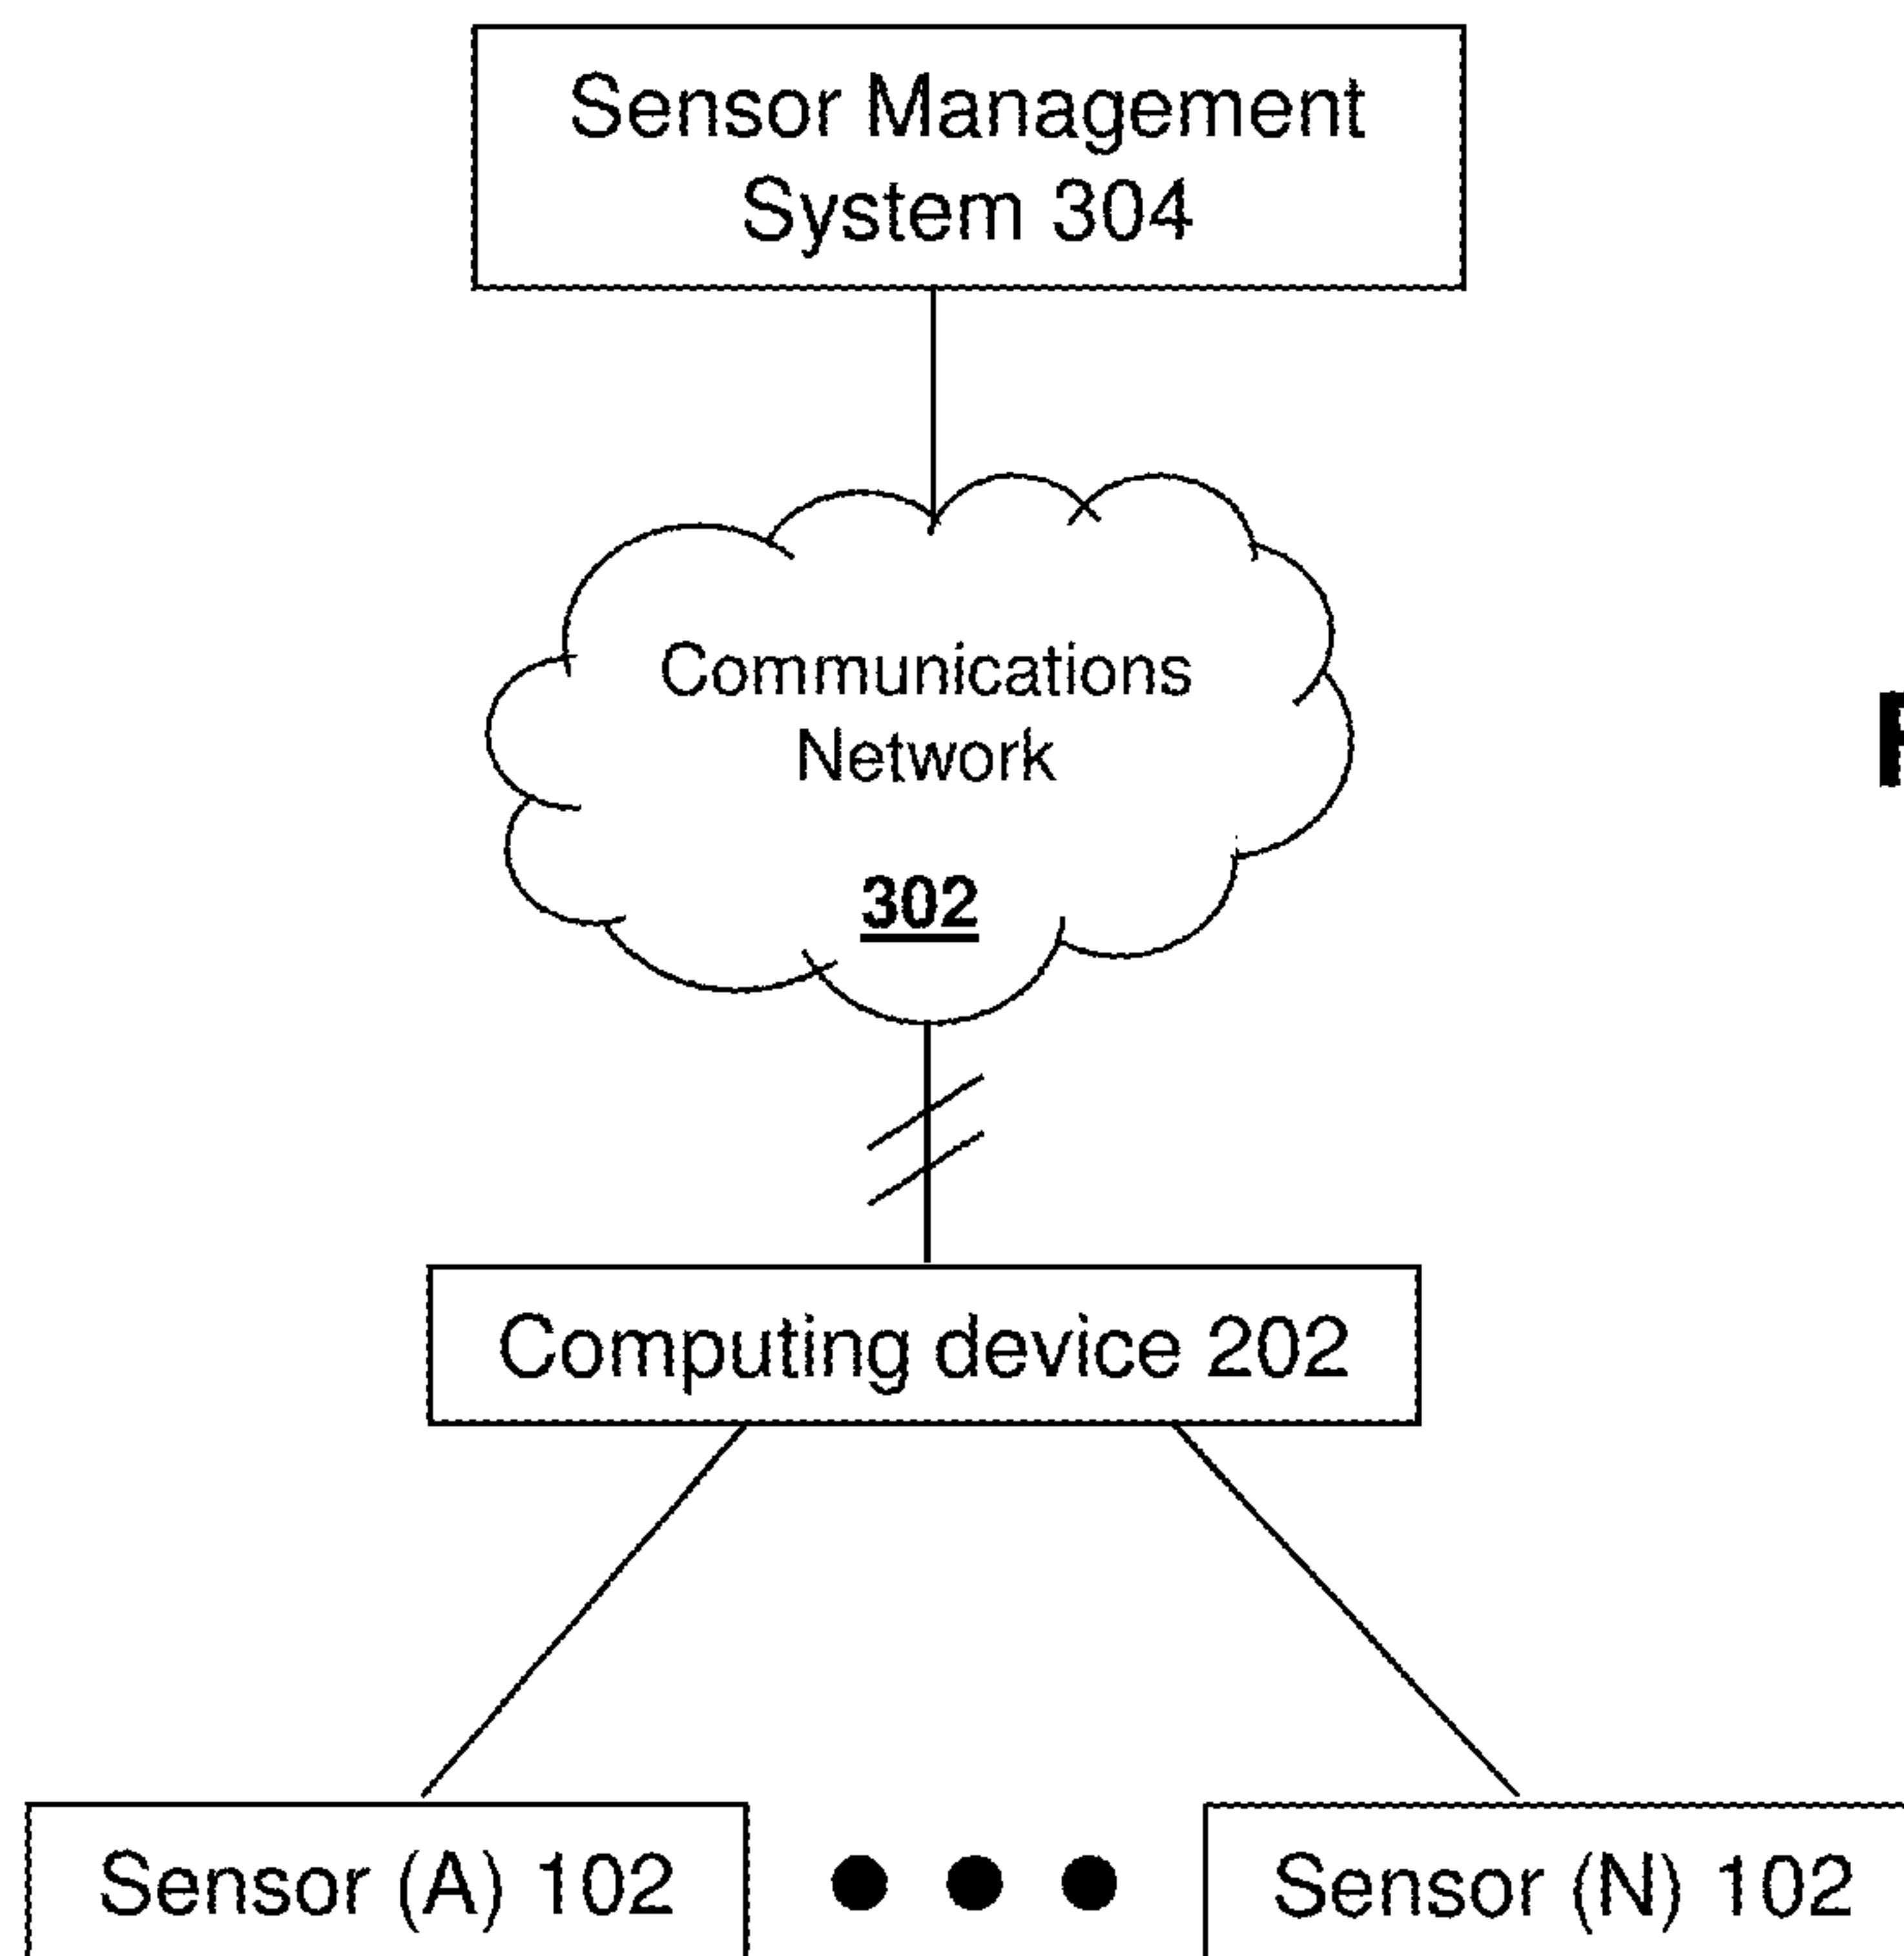 Sensor Management
System 304
Communications
Network
302
Computing device 202
Sensor (A) 102
Sensor (N) 102